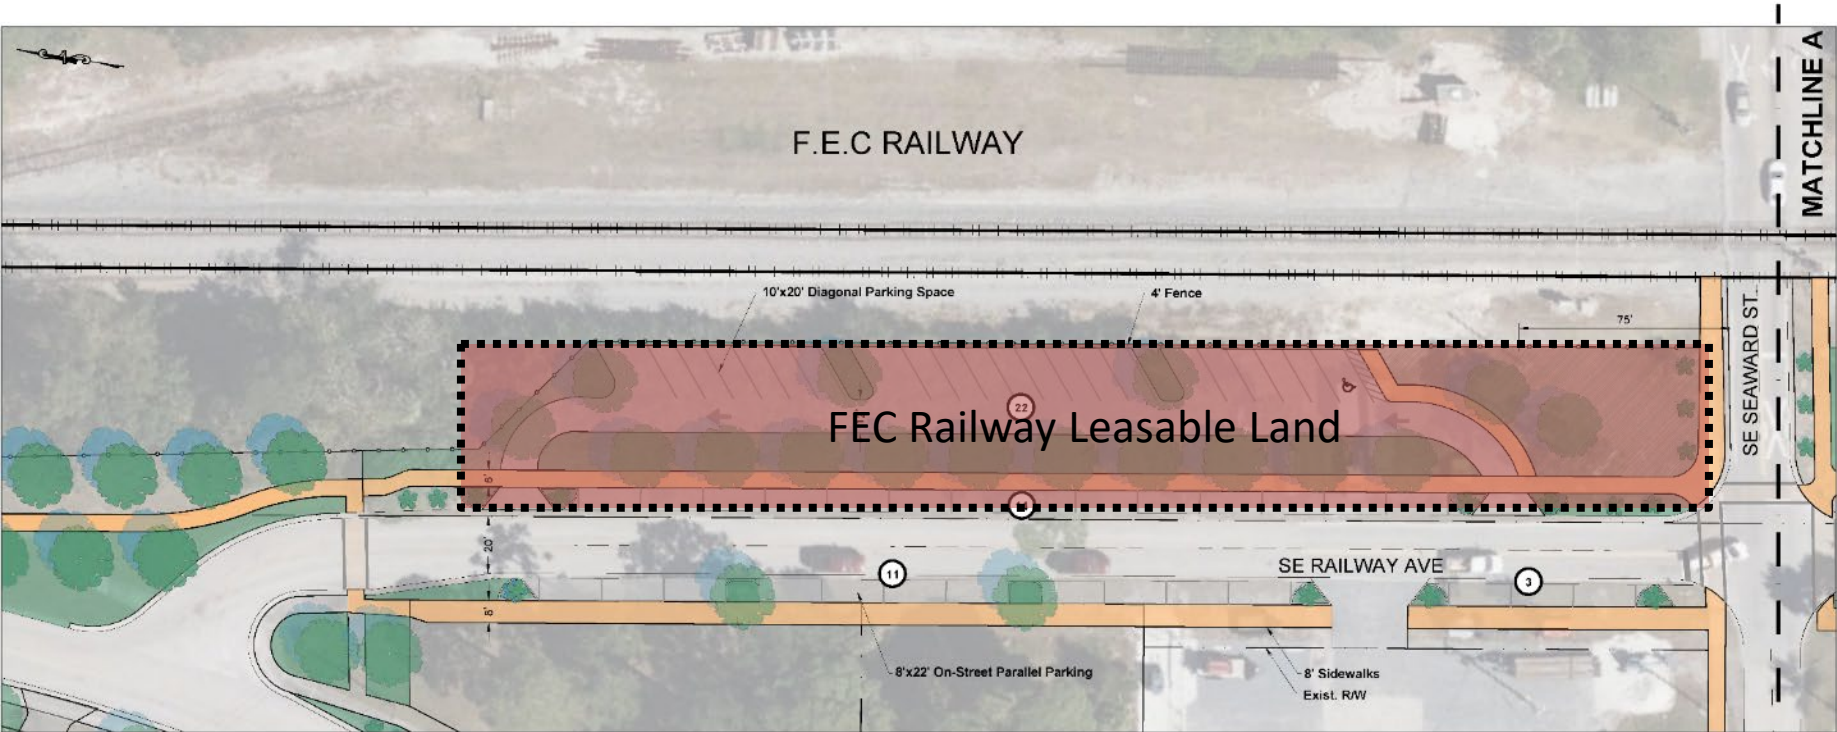 MATCHLINE A
F.E.C RAILWAY
10'x20' Diagonal Parking Space
4' Fence
75'
SE SEAWARD ST.
22
FEC Railway Leasable Land
20'
SE RAILWAY AVE
11
3
8'
8'x22' On-Street Parallel Parking
8' Sidewalks
Exist. R/W